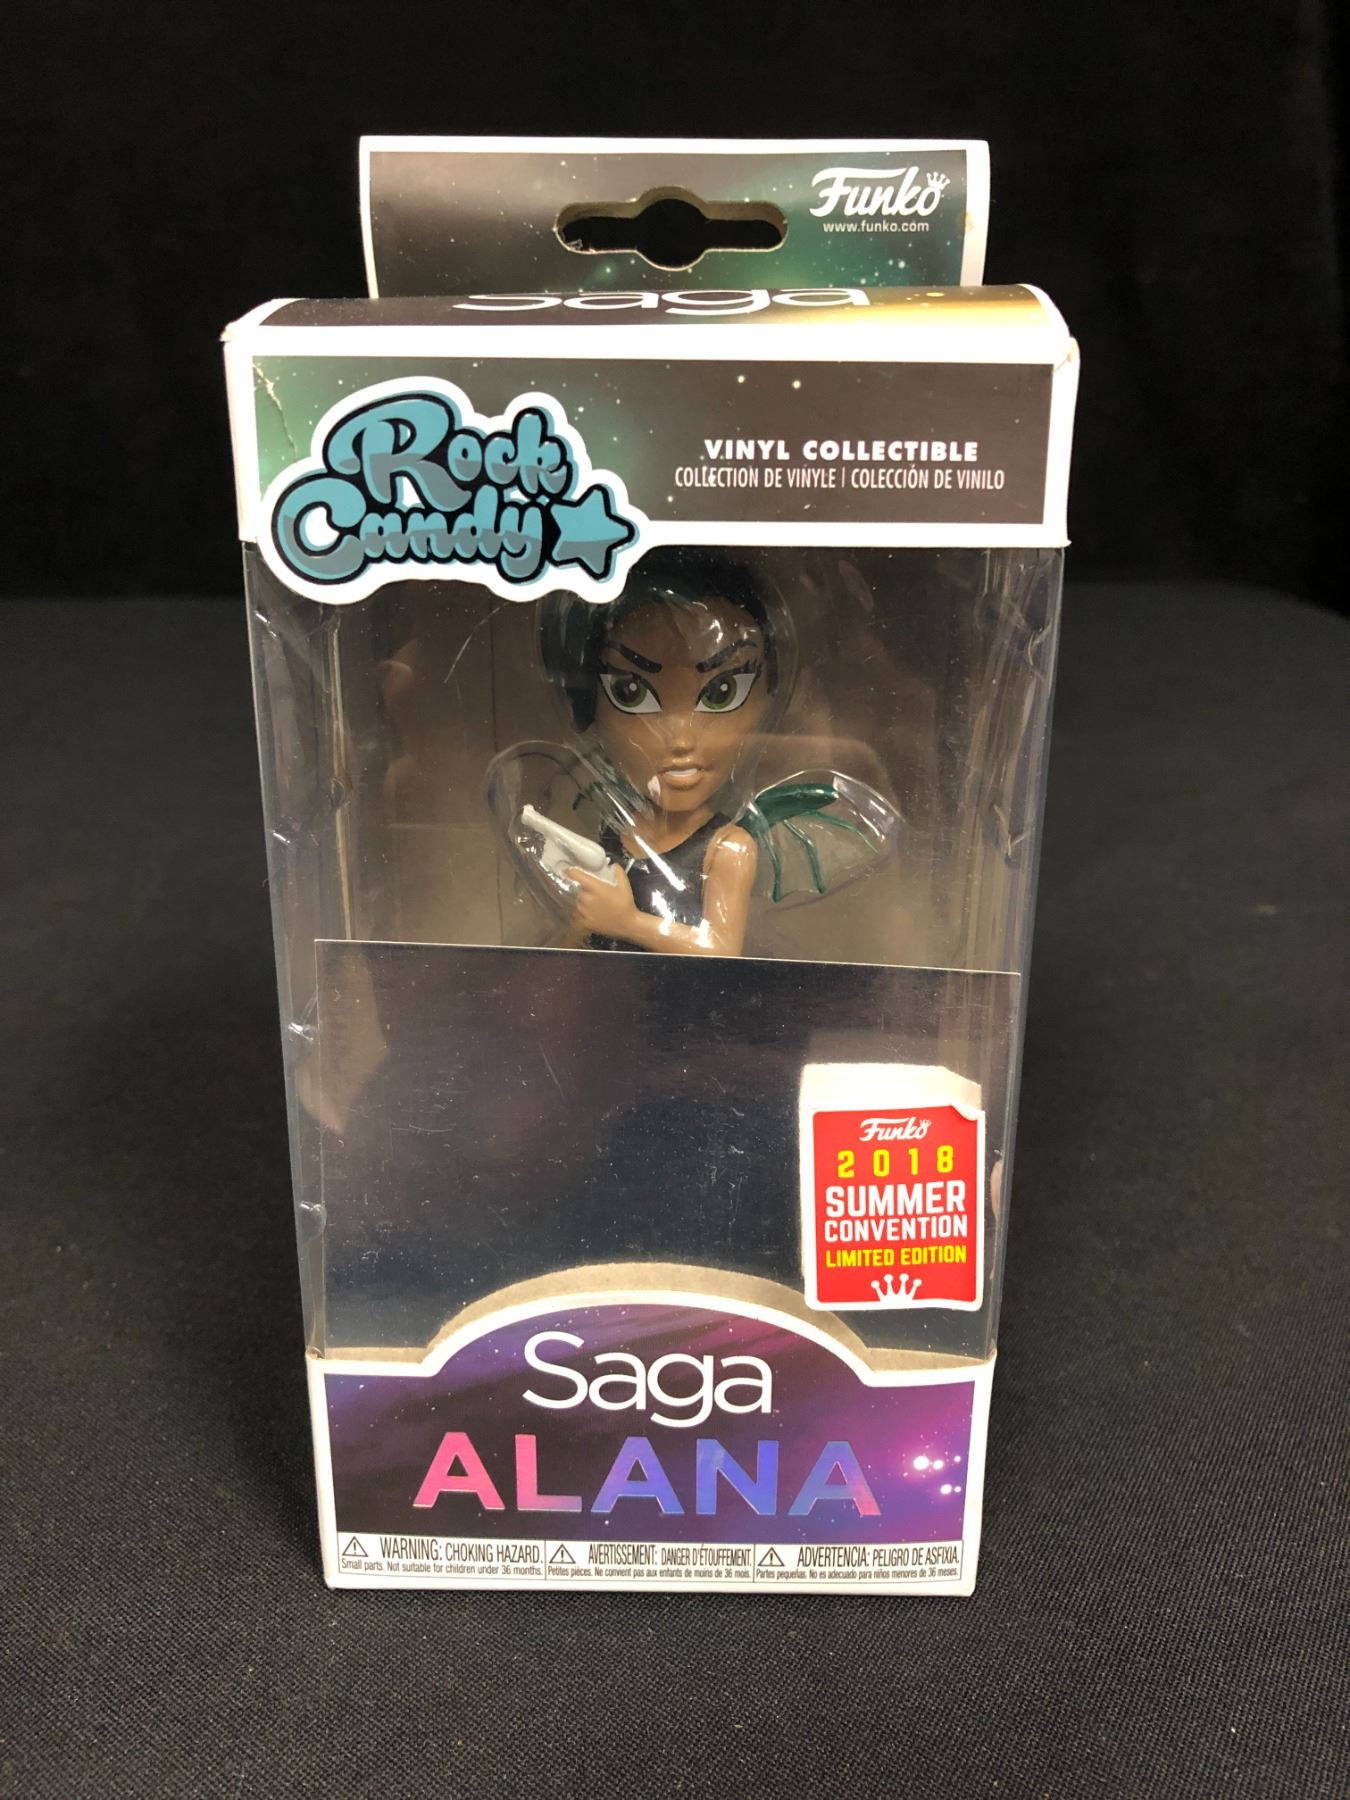 Funko
www.funko.com
Saga
Rock
Candy
VINYL COLLECTIBLE
COLLECTION DE VINYLE | COLECCIÓN DE VINILO
Funko
2018
SUMMER
CONVENTION
LIMITED EDITION
Saga
ALANA
WARNING: CHOKING HAZARD.
Small parts. Not suitable for children under 36 months.
AVERTISSEMENT: DANGER D'ÉTOUFFEMENT.
Petites pièces. Ne convient pas aux enfants de moins de 36 mois.
ADVERTENCIA: PELIGRO DE ASFIXIA.
Partes pequeñas. No es adecuado para niños menores de 36 meses.